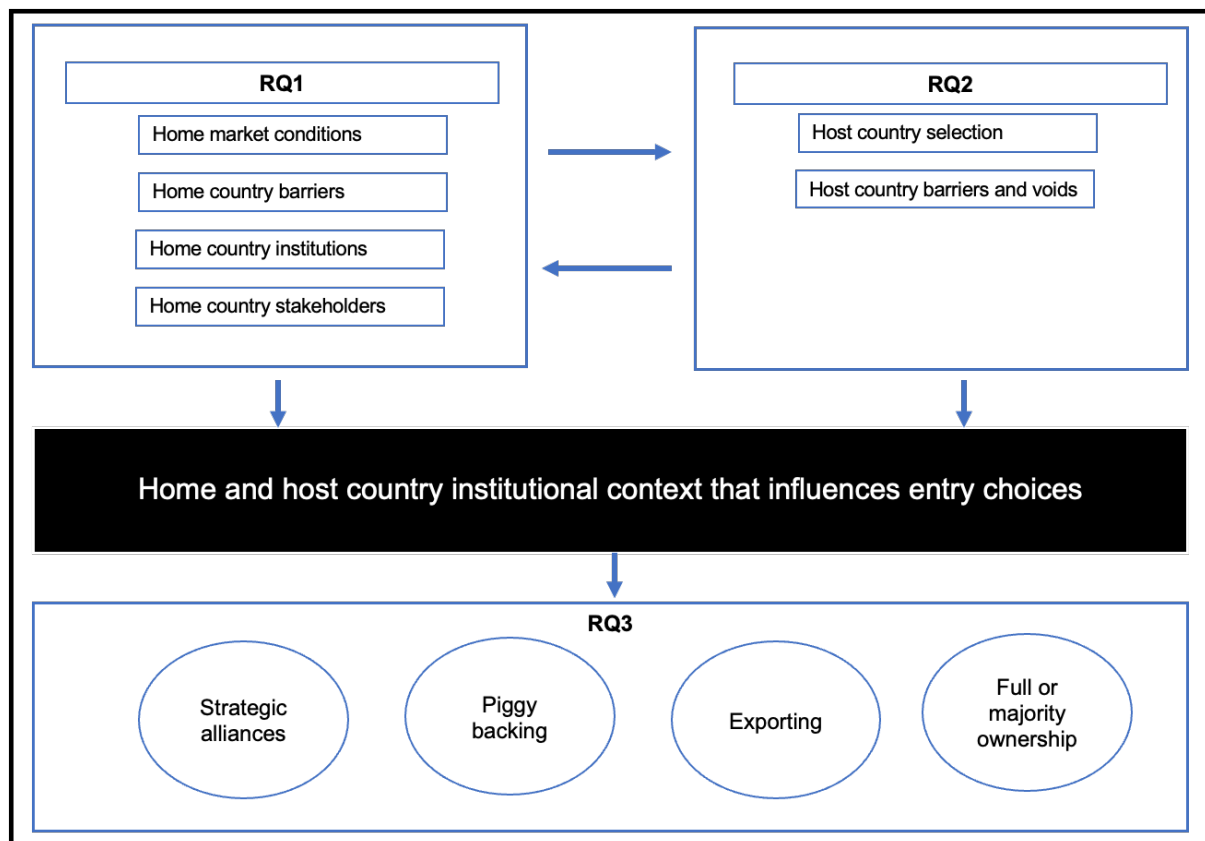 RQ1
Home market conditions
Home country barriers
Home country institutions
Home country stakeholders
RQ2
Host country selection
Host country barriers and voids
Home and host country institutional context that influences entry choices
RQ3
Strategic
alliances
Piggy
backing
Exporting
Full or
majority
ownership